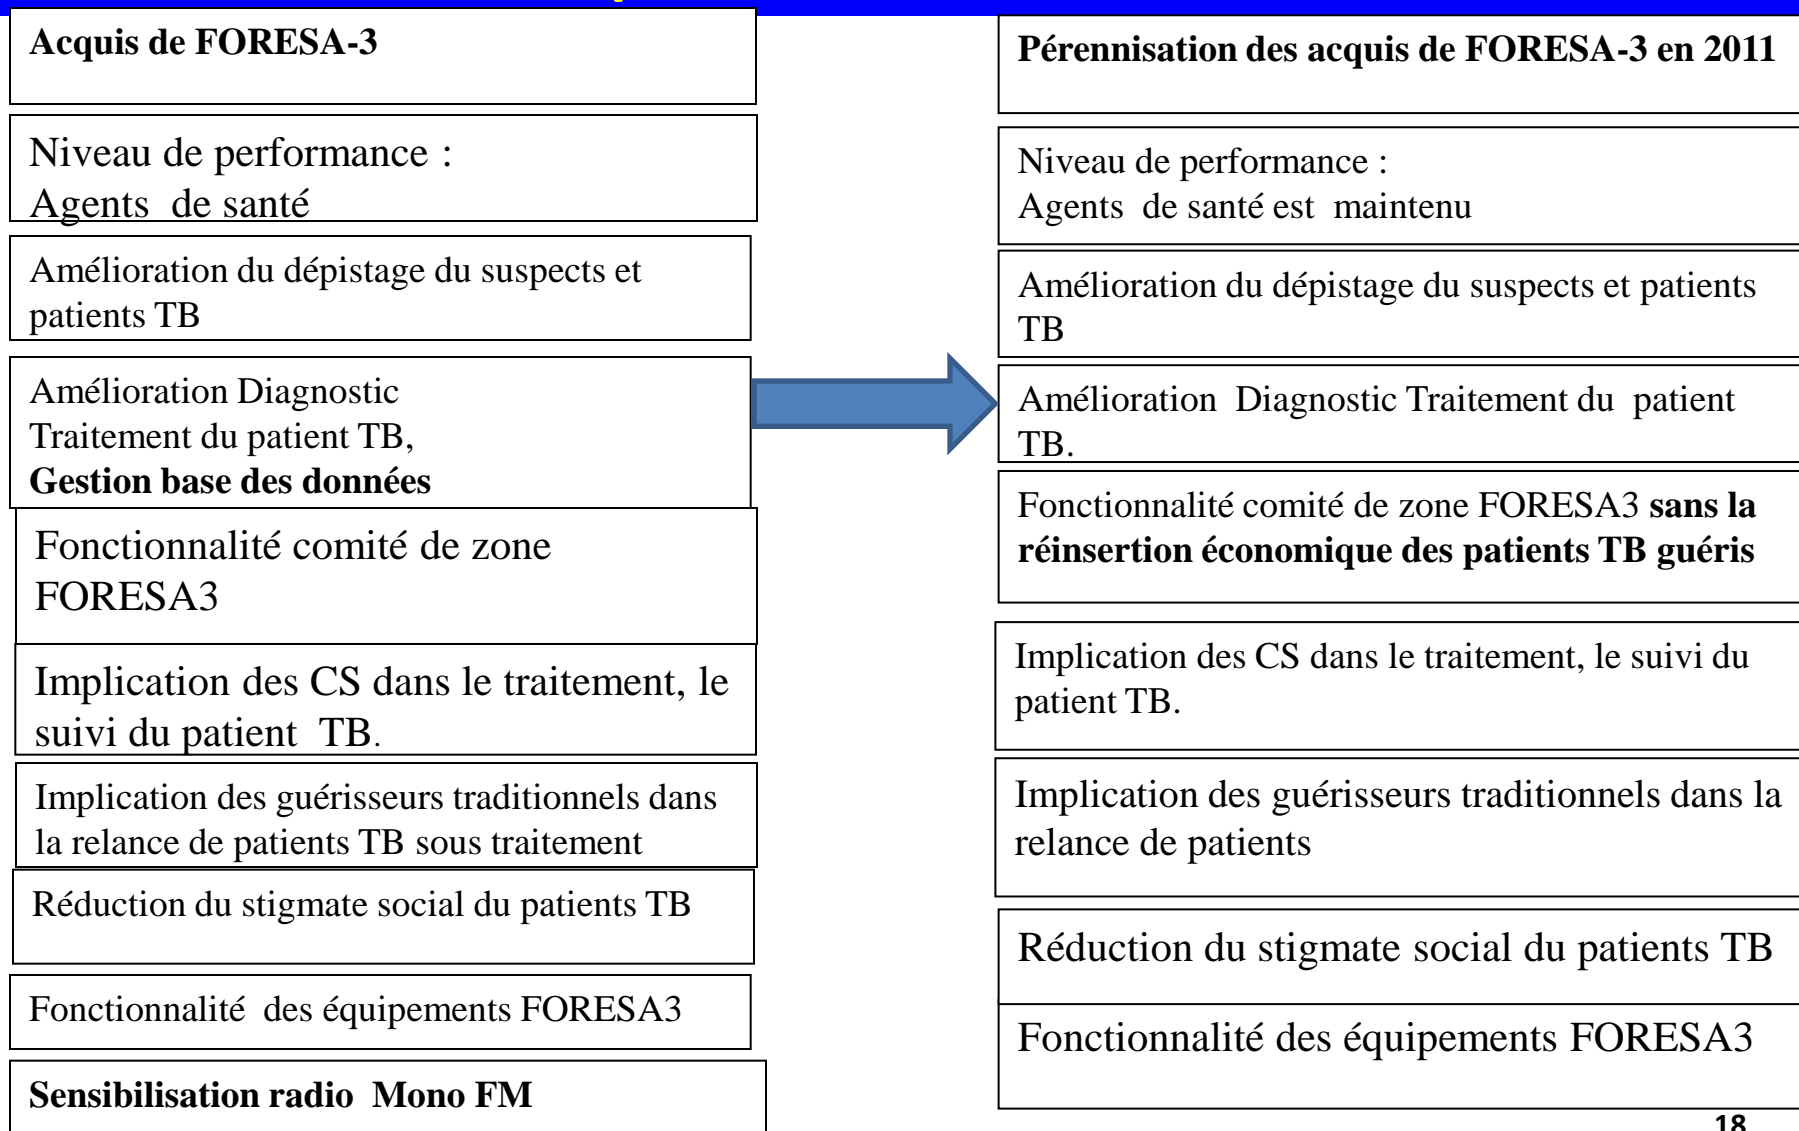 Acquis de FORESA-3
Niveau de performance :
Agents de santé
Amélioration du dépistage du suspects et
patients TB
Amélioration Diagnostic
Traitement du patient TB,
Gestion base des données
Fonctionnalité comité de zone
FORESA3
Implication des CS dans le traitement, le
suivi du patient TB.
Implication des guérisseurs traditionnels dans
la relance de patients TB sous traitement
Réduction du stigmate social du patients TB
Fonctionnalité des équipements FORESA3
Sensibilisation radio Mono FM
Pérennisation des acquis de FORESA-3 en 2011
Niveau de performance :
Agents de santé est maintenu
Amélioration du dépistage du suspects et patients
TB
Amélioration Diagnostic Traitement du patient
TB.
Fonctionnalité comité de zone FORESA3 sans la
réinsertion économique des patients TB guéris
Implication des CS dans le traitement, le suivi du
patient TB.
Implication des guérisseurs traditionnels dans la
relance de patients
Réduction du stigmate social du patients TB
Fonctionnalité des équipements FORESA3
18